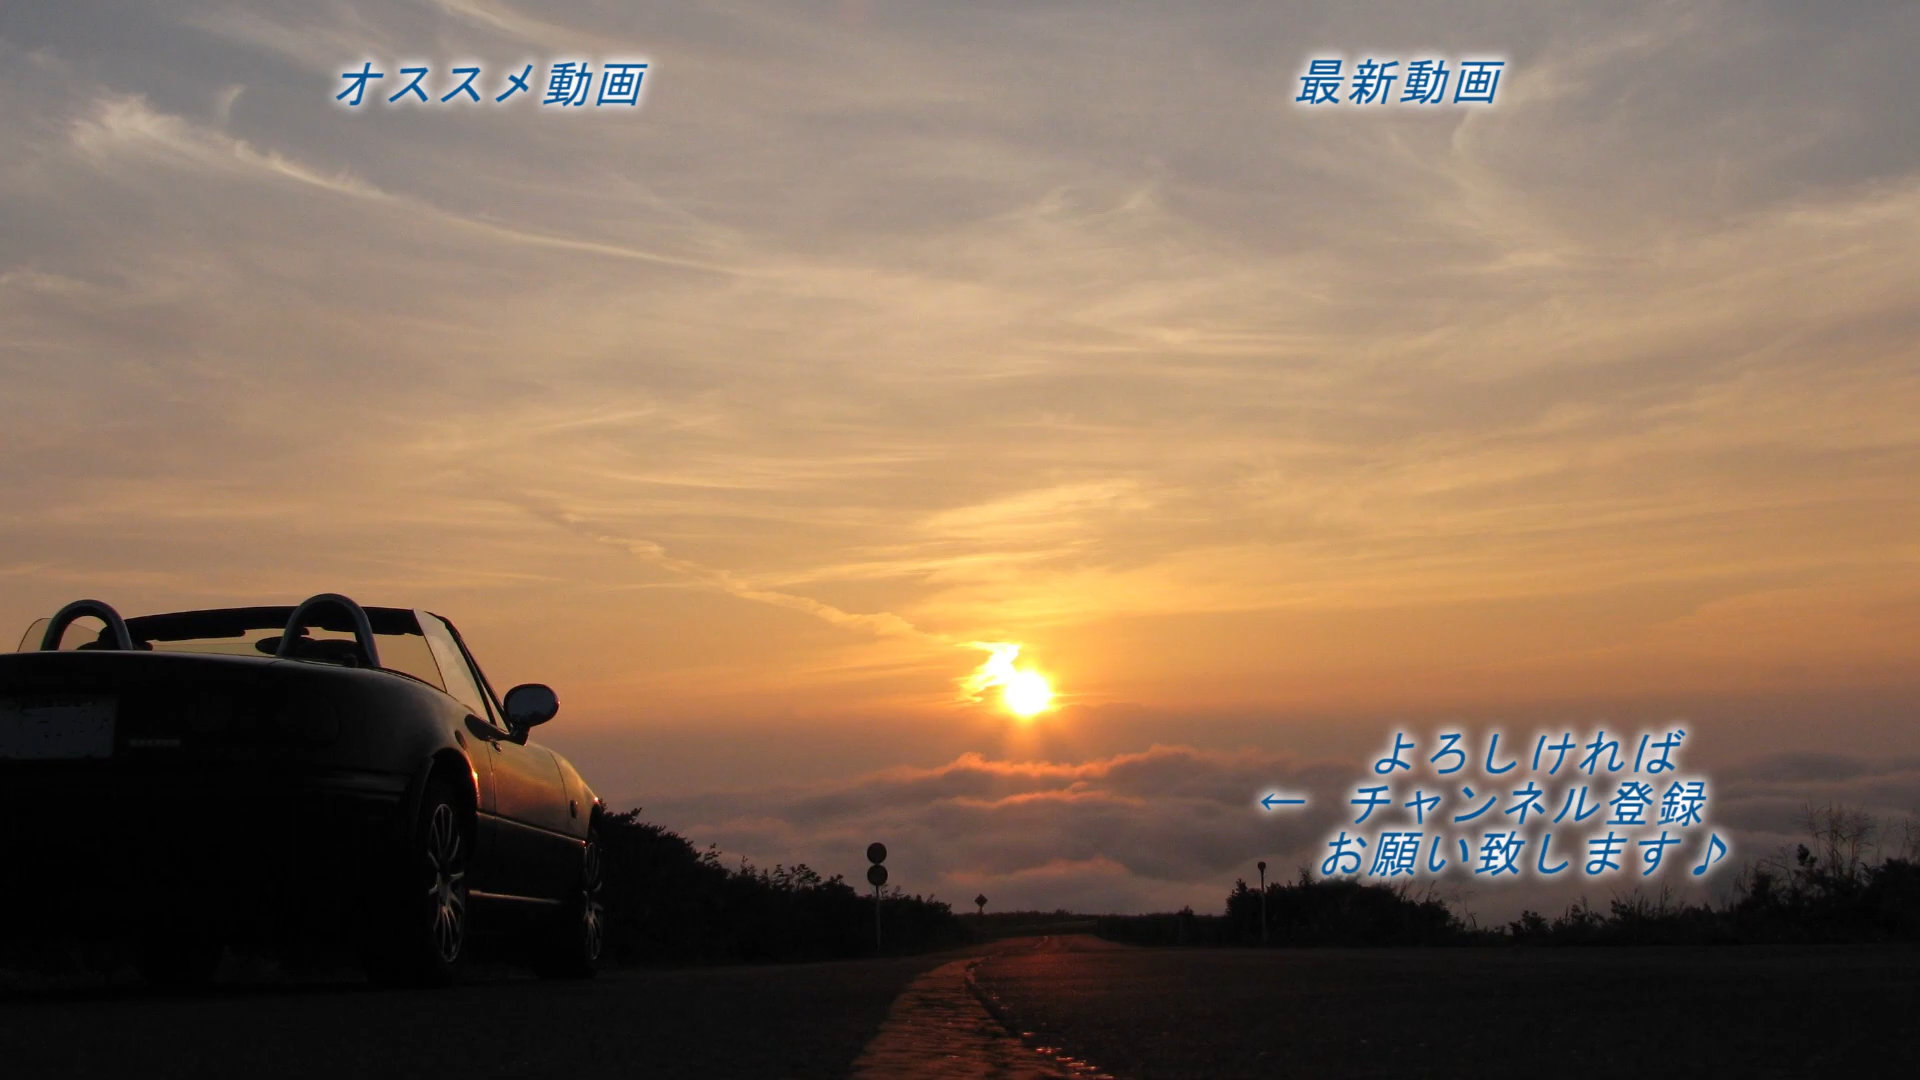 オススメ動画
最新動画
よろしければ
← チャンネル登録
お願い致します♪